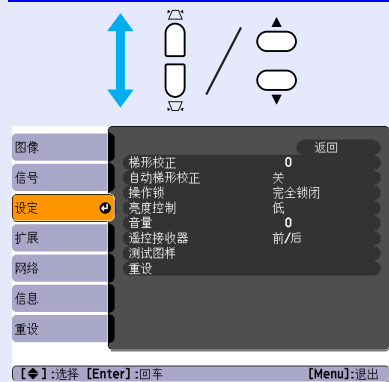 返回
图像
信号
设定
扩展
网络
信息
重设
梯形校正 0
自动梯形校正 关
操作锁 完全锁闭
亮度控制 低
音量 0
遥控接收器 前/后
测试图样
重设
[◆]:选择 [Enter]:回车 [Menu]:退出